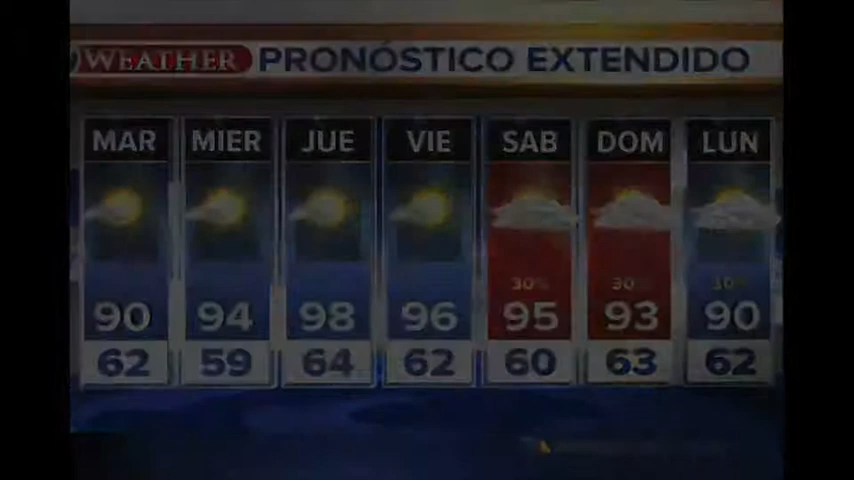 WEATHER PRONÓSTICO EXTENDIDO
MAR MIER JUE VIE SAB DOM LUN
30% 30% 30%
90 94 98 96 95 93 90
62 59 64 62 60 63 62